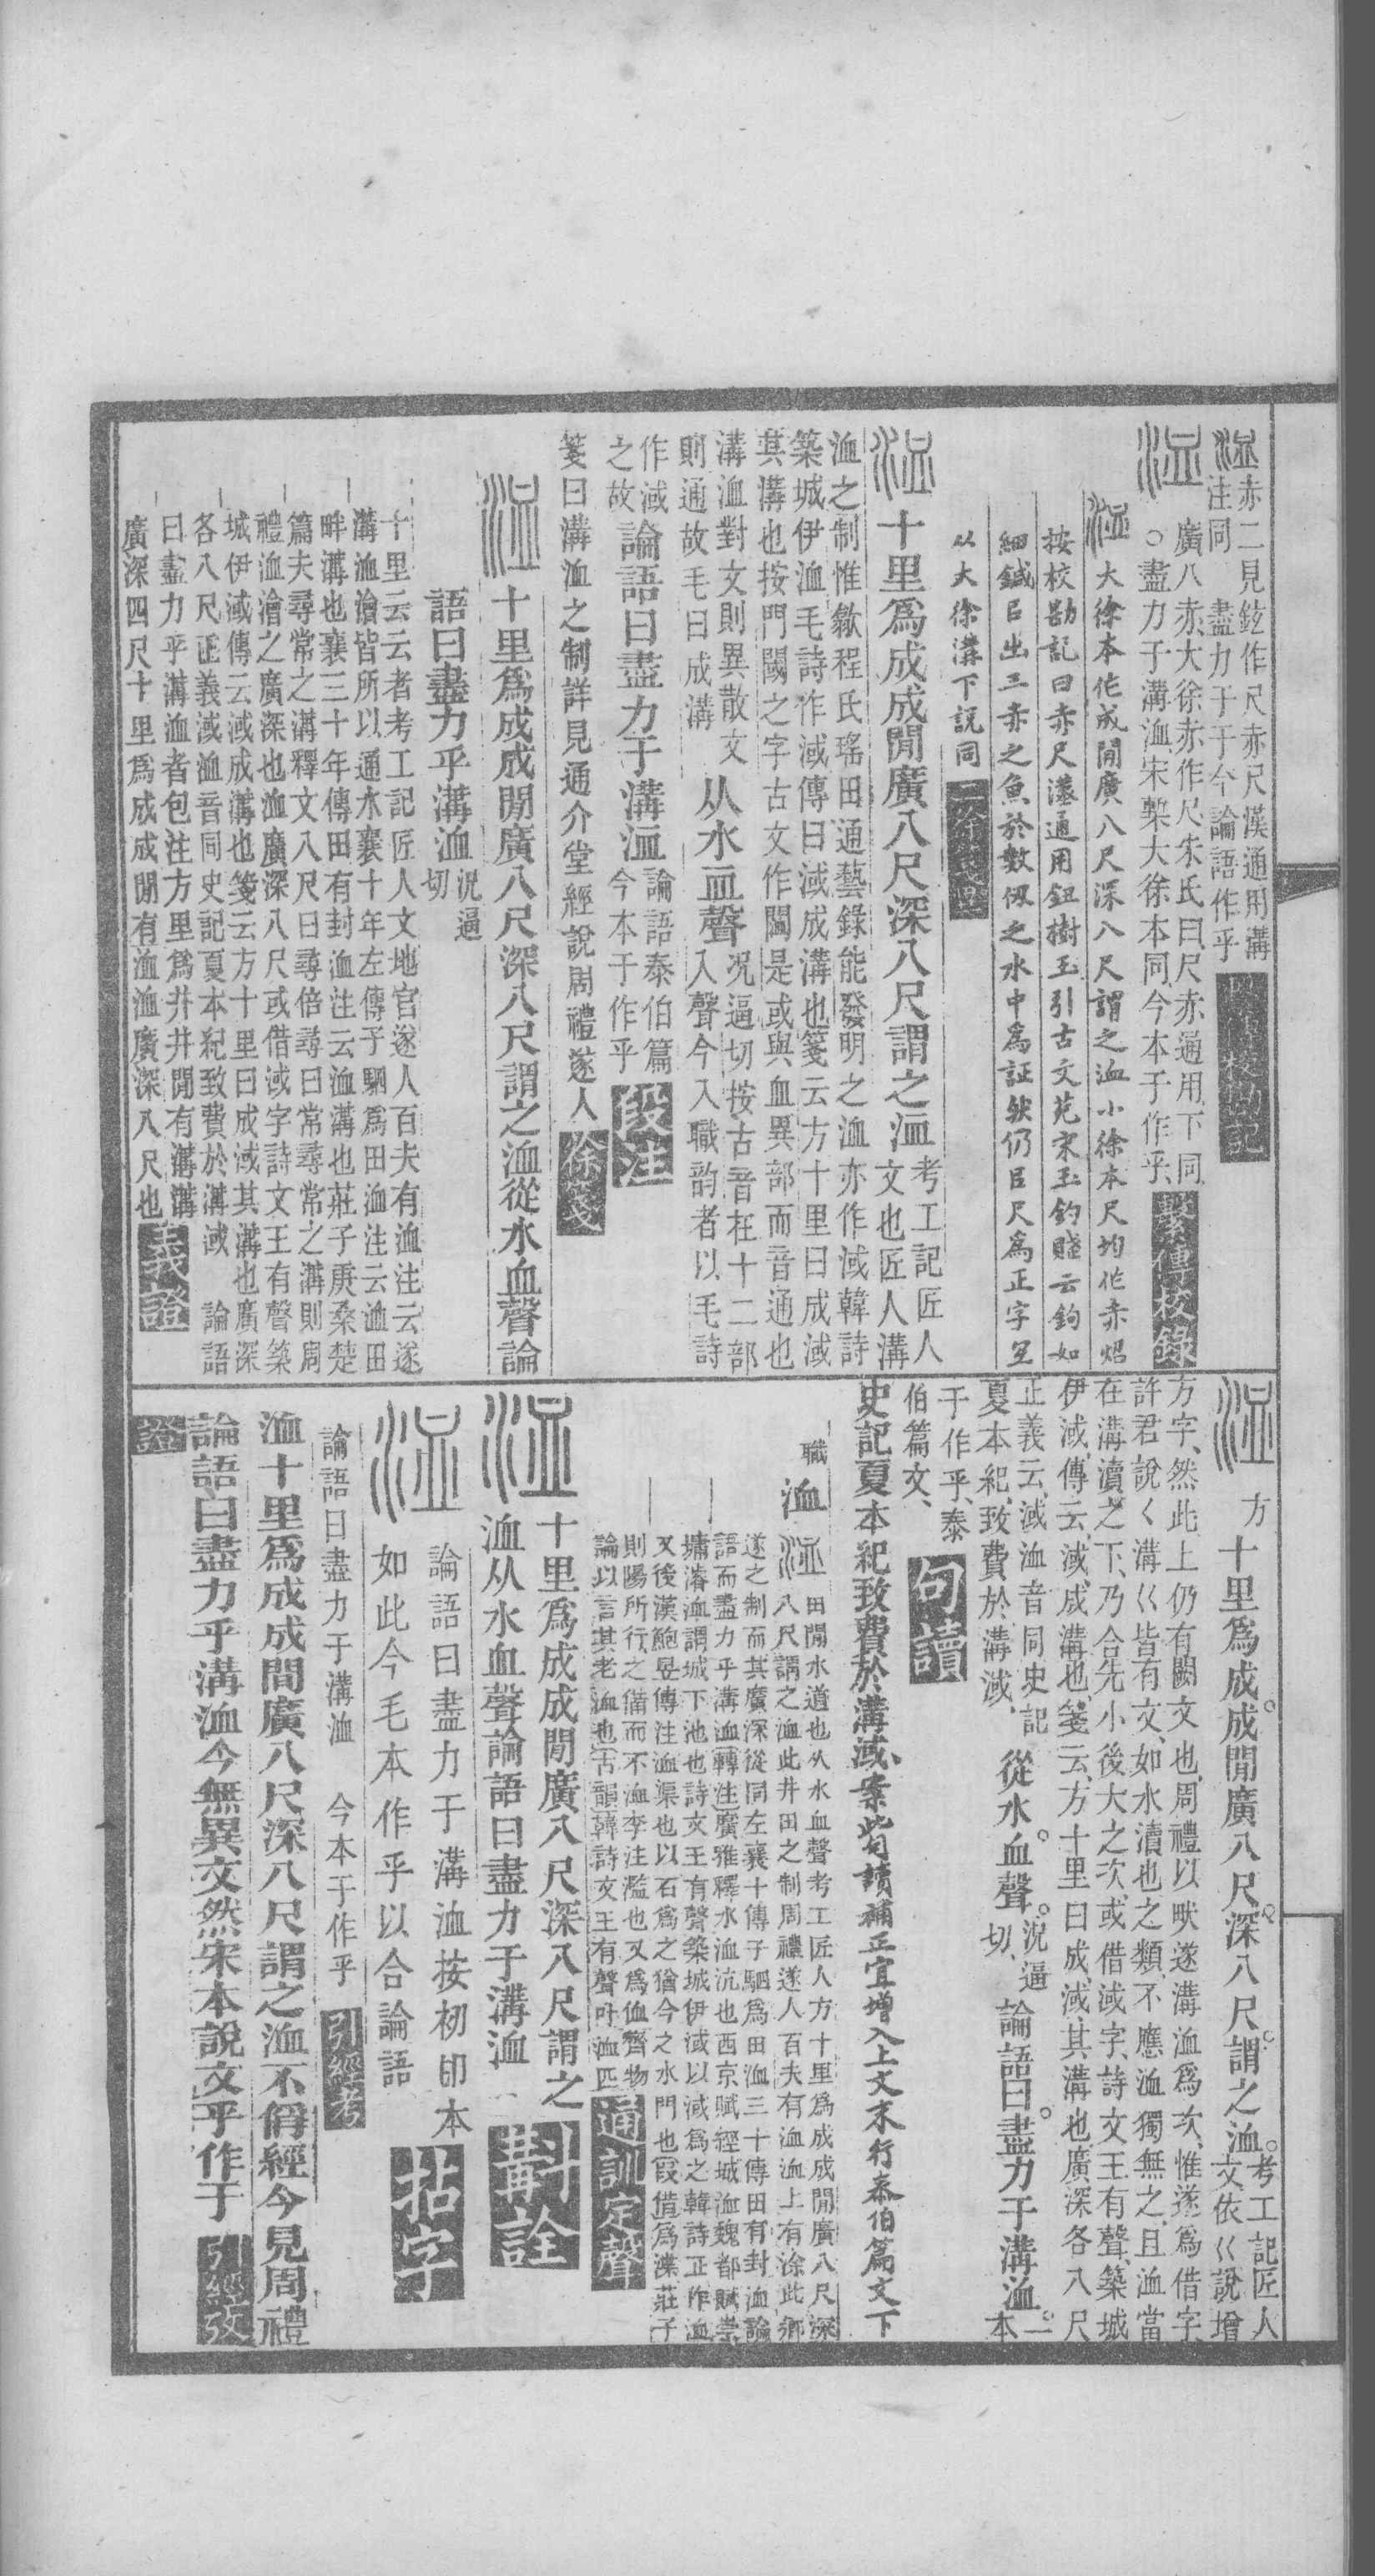 洫赤二見鉉作尺赤尺漢通用溝
注同　盡力于于今論語作乎
洫廣八赤大徐赤作尺宋氏曰尺赤通用下同
○盡力于溝洫宋槧大徐本同今本于作乎繫傳校錄
洫大徐本作成閒廣八尺深八尺謂之洫小徐本尺均作赤炤
按校勘記曰赤尺漢通用鈕樹玉引古文苑宋玉釣賦云鉤如
細鍼目出三赤之魚於數仞之水中為証然仍目尺為正字
从大徐溝下說同
洫十里爲成成閒廣八尺深八尺謂之洫考工記匠人
文也匠人溝
洫之制惟歙程氏瑤田通藝錄能發明之洫亦作淢韓詩
築城伊洫毛詩作淢傳曰淢成溝也箋云方十里曰成淢
其溝也按門閾之字古文作閾是或與血異部而音通也
溝洫對文則異散文
則通故毛曰成溝从水血聲況逼切按古音在十二部
入聲今入職韵者以毛詩
作淢
之故論語曰盡力于溝洫論語泰伯篇
今本于作乎段注
箋曰溝洫之制詳見通介堂經說周禮遂人徐箋
洫十里爲成成閒廣八尺深八尺謂之洫從水血聲論
語曰盡力乎溝洫況逼
切
十里云云者考工記匠人文地官遂人百夫有洫注云遂
溝洫澮皆所以通水襄十年左傳子駟爲田洫注云洫田
畔溝也襄三十年傳田有封洫注云洫溝也莊子庚桑楚
篇夫尋常之溝釋文八尺曰尋倍尋曰常尋常之溝則周
禮洫澮之廣深也洫廣深八尺或借淢字詩文王有聲築
城伊淢傳云淢成溝也箋云方十里曰成淢其溝也廣深
各八尺正義淢洫音同史記夏本紀致費於溝淢　論語
曰盡力乎溝洫者包注方里爲井井閒有溝溝
廣深四尺十里爲成成閒有洫洫廣深八尺也義證
洫方十里爲成。成閒廣八尺。深八尺。謂之洫。考工記匠人
文依巜說增
方字、然此上仍有闕文也、周禮以畎遂溝洫為次、惟遂爲借字
許君說〈溝巜皆有文、如水瀆也之類、不應洫獨無之、且洫當
在溝瀆之下、乃合先小後大之次、或借淢字、詩文王有聲、築城
伊淢、傳云、淢、成溝也、箋云、方十里曰成、淢、其溝也、廣深各八尺
正義云、淢洫音同史記
夏本紀、致費於溝淢、從水。血聲。況逼
切、論語曰。盡力于溝洫。一
本
于作乎、泰
伯篇文、句讀
史記夏本紀致費於溝淢案此句讀補正宜增入上文末行泰伯篇文下
職洫田閒水道也从水血聲考工匠人方十里爲成成閒廣八尺深
八尺謂之洫此井田之制周禮遂人百夫有洫洫上有涂此鄉
遂之制而其廣深從同左襄十傳子駟爲田洫三十傳田有封洫論
語而盡力乎溝洫轉注廣雅釋水洫沆也西京賦經城洫魏都賦崇
墉濬洫謂城下池也詩文王有聲築城伊淢以淢爲之韓詩正作洫
又後漢鮑昱傳注洫渠也以石爲之猶今之水門也叚借爲渫莊子
則陽所行之備而不洫李注濫也又爲侐齊物
論以言其老洫也古韻韓詩文王有聲叶洫匹通訓定聲
洫十里爲成成閒廣八尺深八尺謂之
洫从水血聲論語曰盡力于溝洫斠詮
洫論語曰盡力于溝洫按初印本
如此今毛本作乎以合論語拈字
論語曰盡力于溝洫　今本于作乎引經考
洫十里爲成成閒廣八尺深八尺謂之洫不偁經今見周禮
論語曰盡力乎溝洫今無異文然宋本說文乎作于引經攷
證